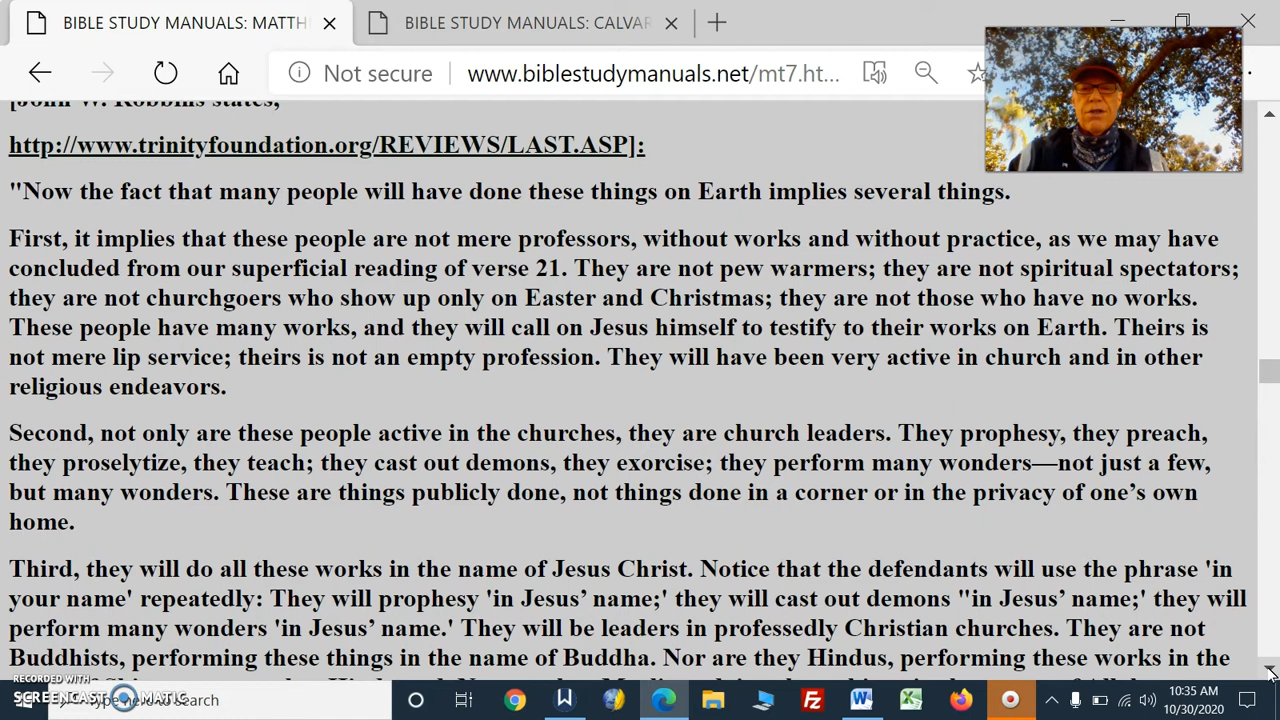 BIBLE STUDY MANUALS: MATTH
BIBLE STUDY MANUALS: CALVAR
Not secure
www.biblestudymanuals.net/mt7.ht...
[John W. Robbins states,
http://www.trinityfoundation.org/REVIEWS/LAST.ASP]:
"Now the fact that many people will have done these things on Earth implies several things.
First, it implies that these people are not mere professors, without works and without practice, as we may have
concluded from our superficial reading of verse 21. They are not pew warmers; they are not spiritual spectators;
they are not churchgoers who show up only on Easter and Christmas; they are not those who have no works.
These people have many works, and they will call on Jesus himself to testify to their works on Earth. Theirs is
not mere lip service; theirs is not an empty profession. They will have been very active in church and in other
religious endeavors.
Second, not only are these people active in the churches, they are church leaders. They prophesy, they preach,
they proselytize, they teach; they cast out demons, they exorcise; they perform many wonders—not just a few,
but many wonders. These are things publicly done, not things done in a corner or in the privacy of one's own
home.
Third, they will do all these works in the name of Jesus Christ. Notice that the defendants will use the phrase 'in
your name' repeatedly: They will prophesy 'in Jesus' name;' they will cast out demons "in Jesus' name;' they will
perform many wonders 'in Jesus' name.' They will be leaders in professedly Christian churches. They are not
Buddhists, performing these things in the name of Buddha. Nor are they Hindus, performing these works in the
RECORDED WITH
SCREENCAST MATIC
Type here to search
10:35 AM
10/30/2020